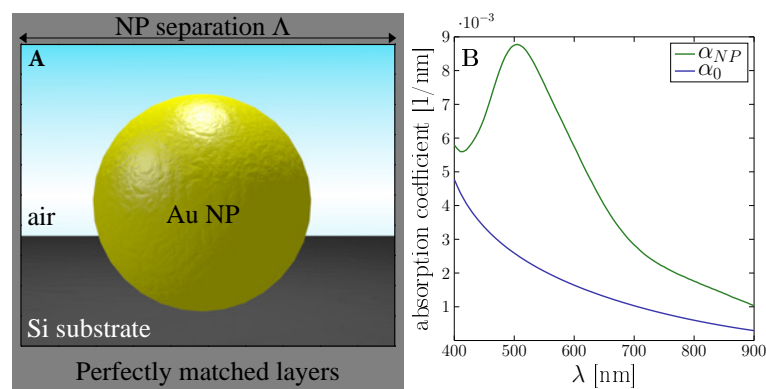 NP separation Λ
A
air
Au NP
Si substrate
Perfectly matched layers
·10⁻³
B
α_NP
α_0
absorption coefficient [1/nm]
9
8
7
6
5
4
3
2
1
400 500 600 700 800 900
λ [nm]